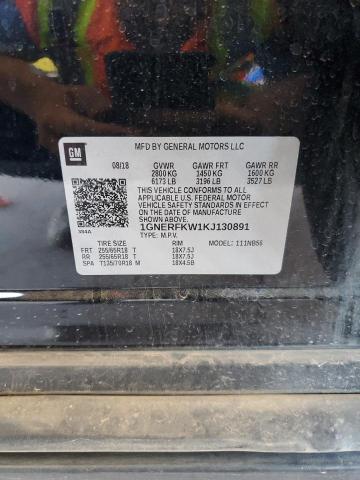 GM
MFD BY GENERAL MOTORS LLC
08/18 GVWR GAWR FRT GAWR RR
2800 KG 1450 KG 1600 KG
6173 LB 3196 LB 3527 LB
THIS VEHICLE CONFORMS TO ALL
APPLICABLE U.S. FEDERAL MOTOR
VEHICLE SAFETY STANDARDS IN EFFECT
ON THE DATE OF MANUFACTURE SHOWN ABOVE.
394A 1GNERFKW1KJ130891
TYPE: M.P.V. MODEL: 111NB56
TIRE SIZE RIM
FRT 255/65R18 T 18X7.5J
RR 255/65R18 T 18X7.5J
SPA T135/70R18 M 18X4.5B